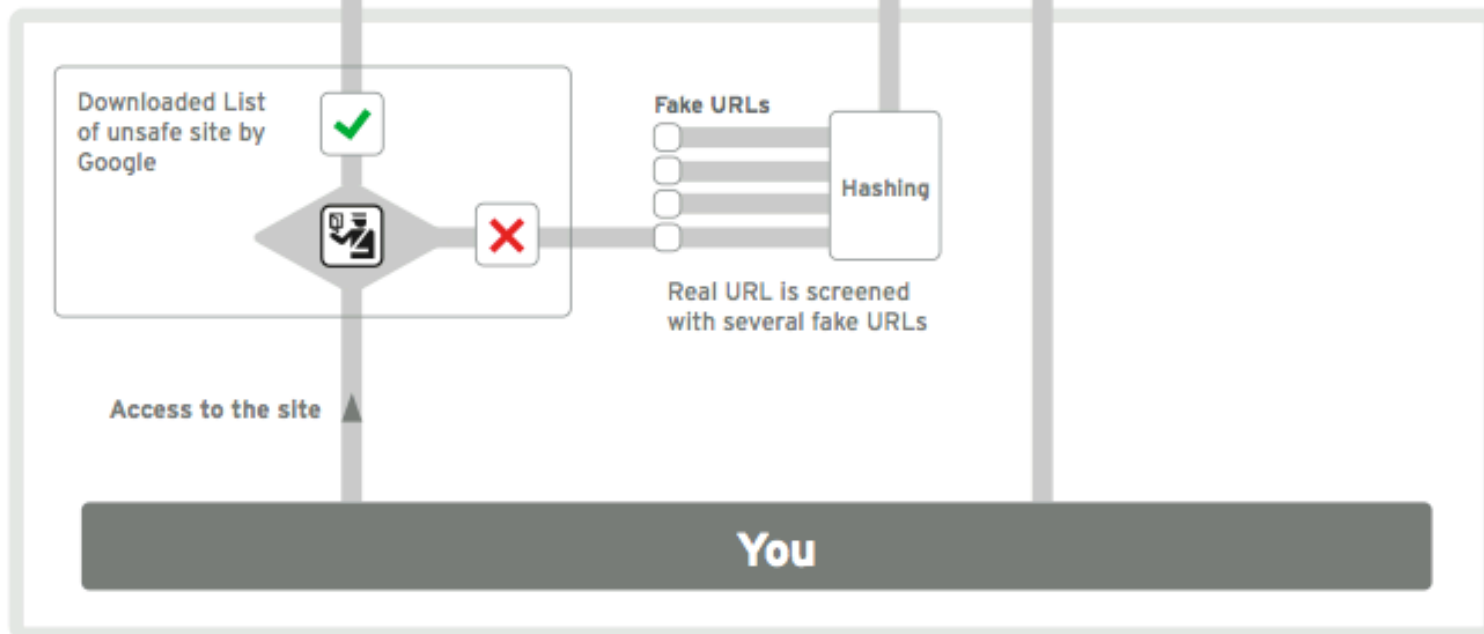 Downloaded List
of unsafe site by
Google
Fake URLs
Hashing
Real URL is screened
with several fake URLs
Access to the site
You